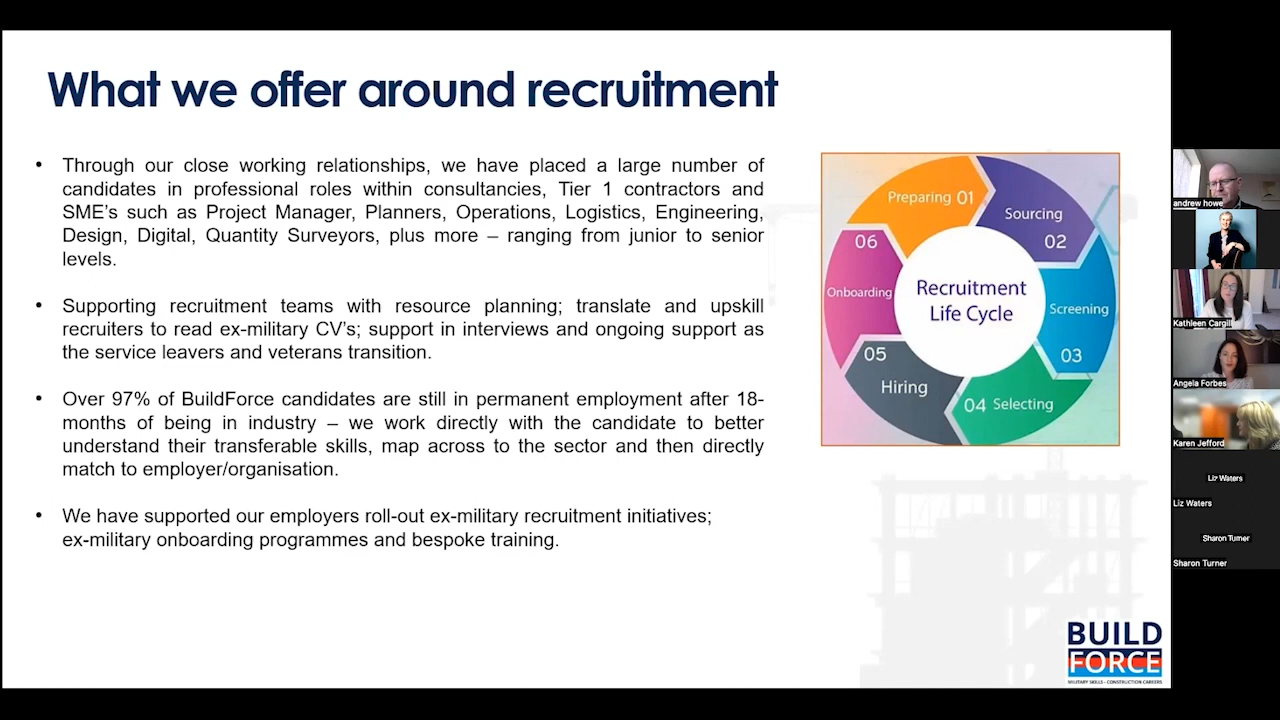 What we offer around recruitment
• Through our close working relationships, we have placed a large number of
candidates in professional roles within consultancies, Tier 1 contractors and
SME's such as Project Manager, Planners, Operations, Logistics, Engineering,
Design, Digital, Quantity Surveyors, plus more – ranging from junior to senior
levels.
• Supporting recruitment teams with resource planning; translate and upskill
recruiters to read ex-military CV's; support in interviews and ongoing support as
the service leavers and veterans transition.
• Over 97% of BuildForce candidates are still in permanent employment after 18-
months of being in industry – we work directly with the candidate to better
understand their transferable skills, map across to the sector and then directly
match to employer/organisation.
• We have supported our employers roll-out ex-military recruitment initiatives;
ex-military onboarding programmes and bespoke training.
Preparing 01
Sourcing
02
Screening
03
04 Selecting
05
Hiring
06
Onboarding
Recruitment
Life Cycle
BUILD
FORCE
MILITARY SKILLS - CONSTRUCTION CAREERS
andrew howe
Kathleen Cargill
Angela Forbes
Karen Jefford
Liz Waters
Liz Waters
Sharon Turner
Sharon Turner